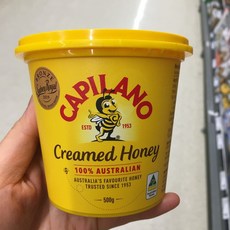 CAPILANO
ESTD 1953
Creamed Honey
100% AUSTRALIAN
AUSTRALIA'S FAVOURITE HONEY
TRUSTED SINCE 1953
500g